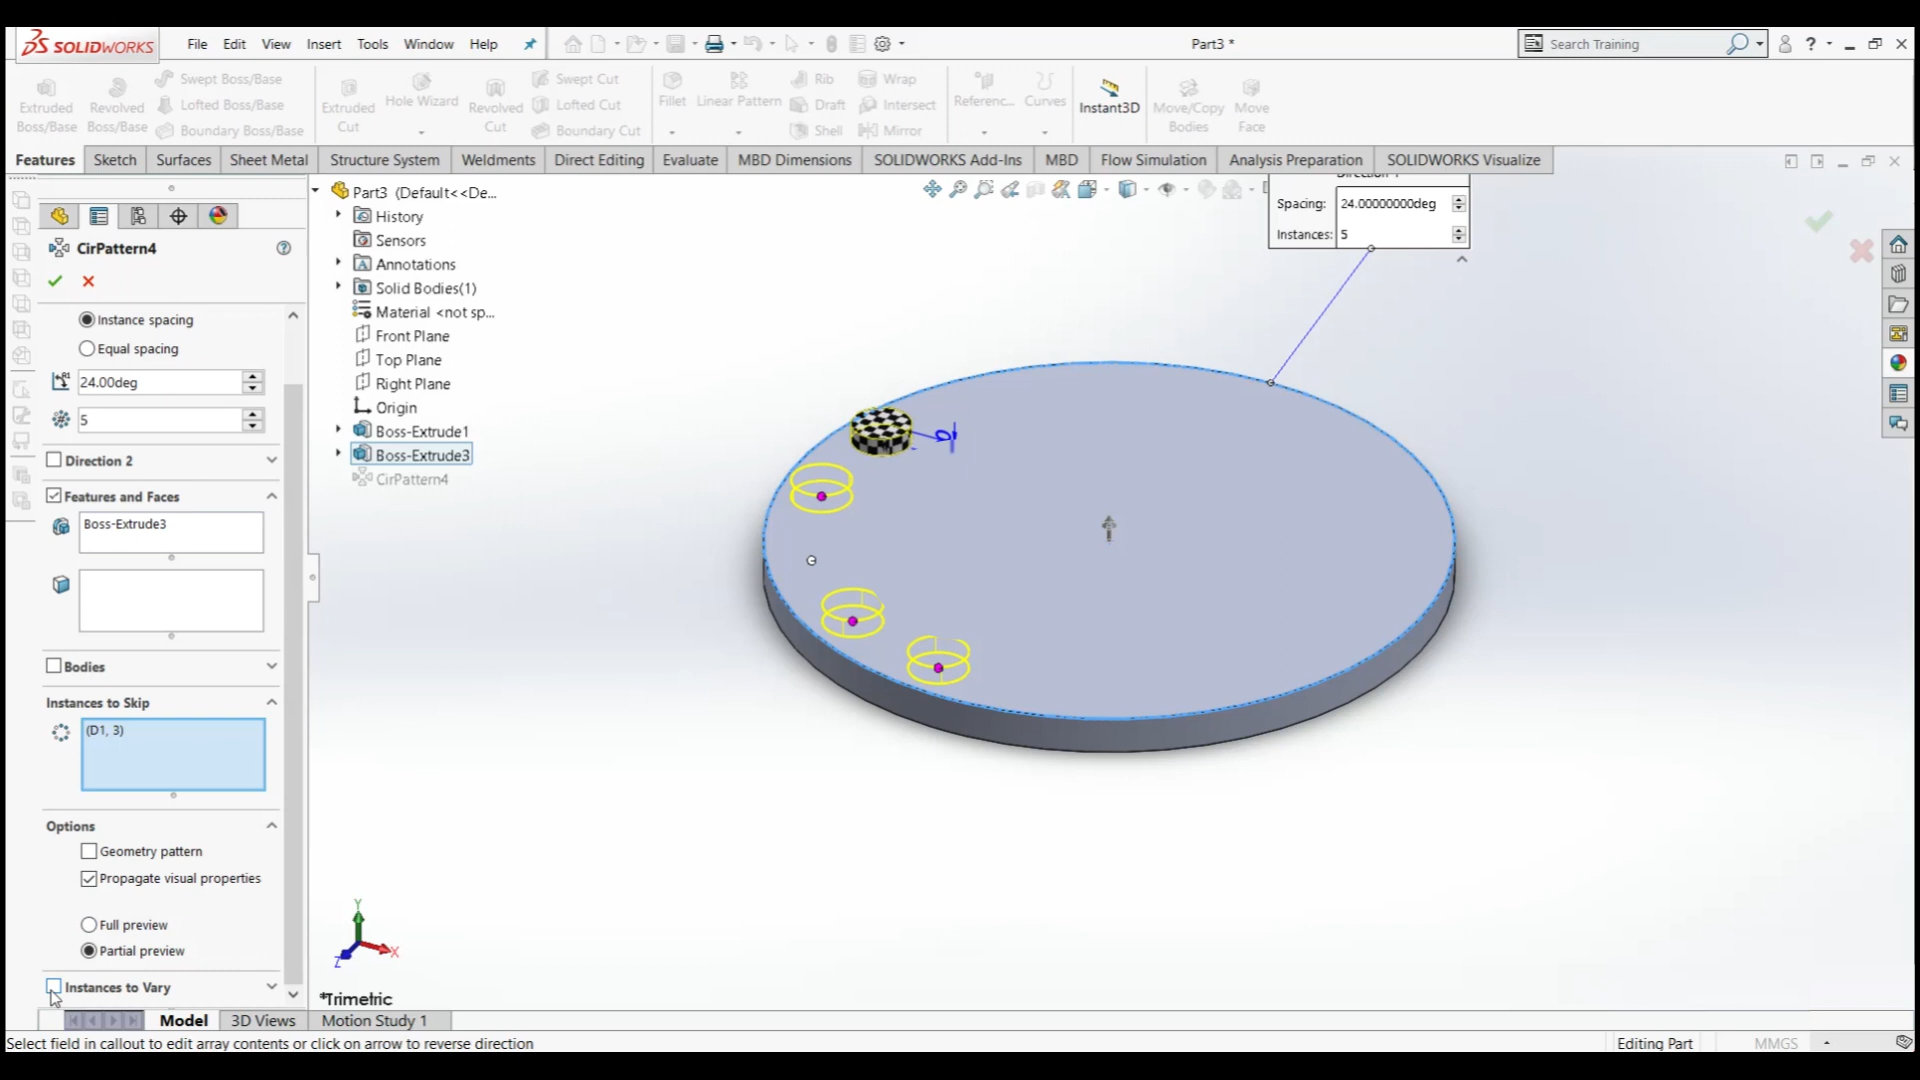 SOLIDWORKS File Edit View Insert Tools Window Help Part3 * Search Training ?
Extruded Boss/Base Revolved Boss/Base Swept Boss/Base Lofted Boss/Base Boundary Boss/Base Extruded Cut Hole Wizard Revolved Cut Swept Cut Lofted Cut Boundary Cut Fillet Linear Pattern Rib Draft Shell Wrap Intersect Mirror Referenc... Curves Instant3D Move/Copy Bodies Move Face
Features Sketch Surfaces Sheet Metal Structure System Weldments Direct Editing Evaluate MBD Dimensions SOLIDWORKS Add-Ins MBD Flow Simulation Analysis Preparation SOLIDWORKS Visualize
CirPattern4
Instance spacing
Equal spacing
24.00deg
5
Direction 2
Features and Faces
Boss-Extrude3
Bodies
Instances to Skip
(D1, 3)
Options
Geometry pattern
Propagate visual properties
Full preview
Partial preview
Instances to Vary
Part3 (Default<<De...
History
Sensors
Annotations
Solid Bodies(1)
Material <not sp...
Front Plane
Top Plane
Right Plane
Origin
Boss-Extrude1
Boss-Extrude3
CirPattern4
Spacing: 24.00000000deg
Instances: 5
Y
X
Z
*Trimetric
Model 3D Views Motion Study 1
Select field in callout to edit array contents or click on arrow to reverse direction Editing Part MMGS